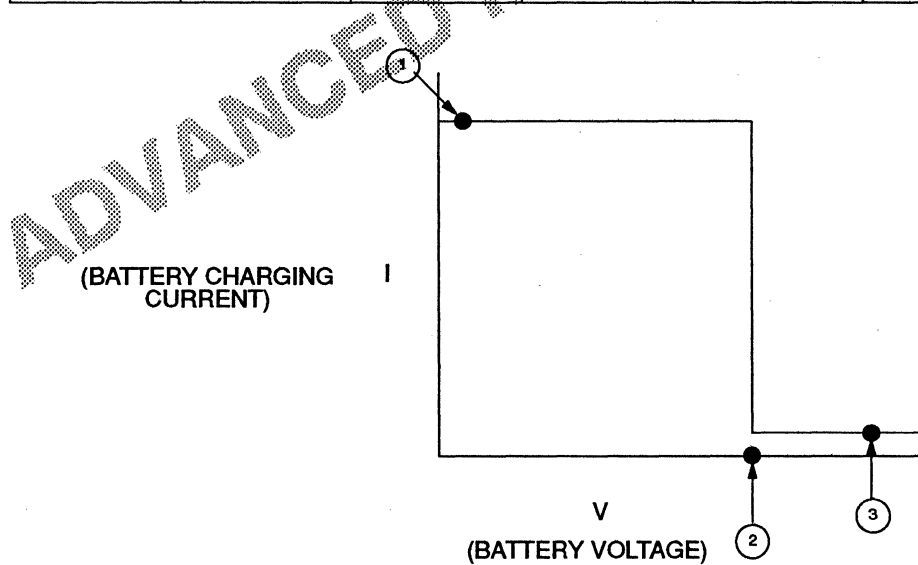 ADVANCED
1
(BATTERY CHARGING
CURRENT)
I
V
(BATTERY VOLTAGE)
2
3